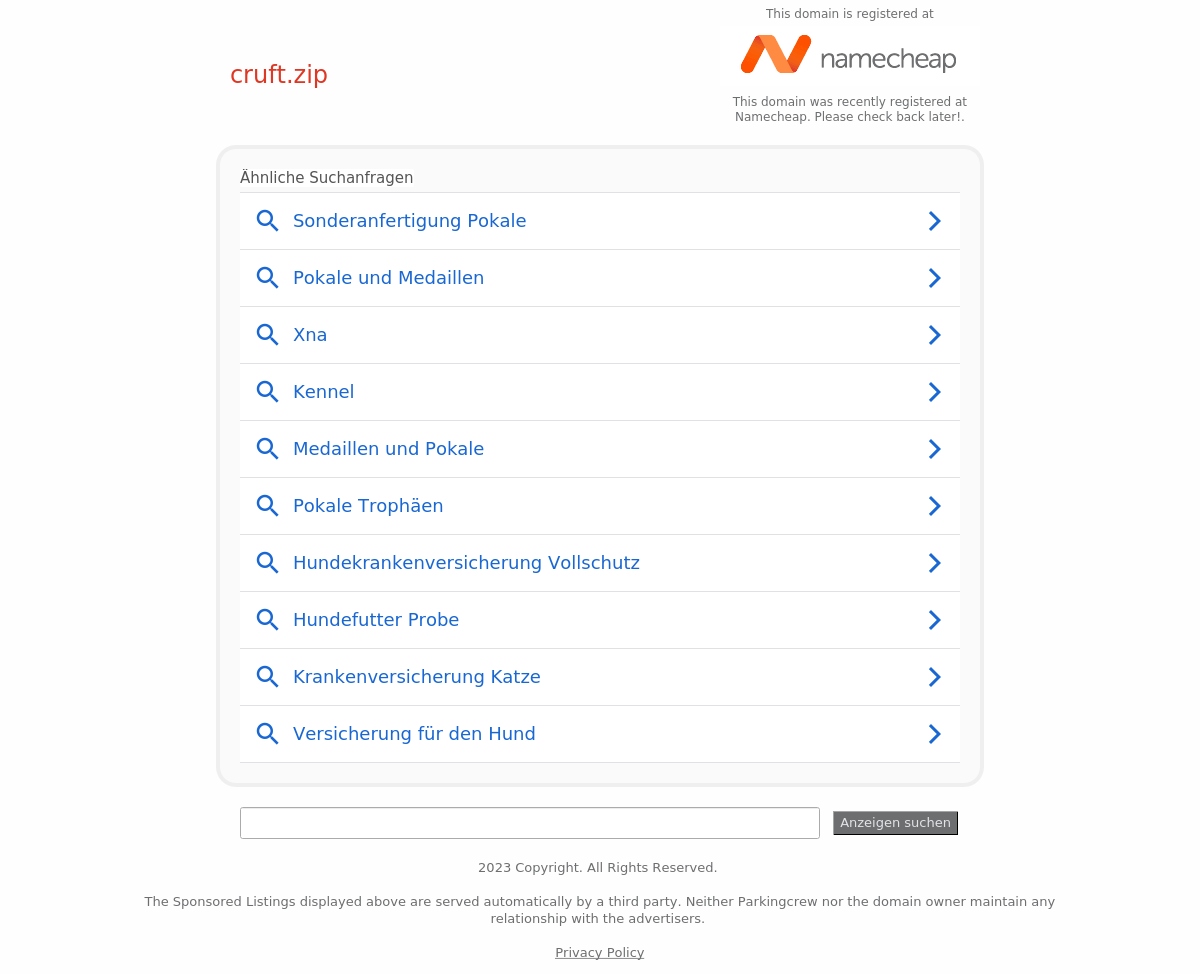 This domain is registered at
namecheap
cruft.zip
This domain was recently registered at
Namecheap. Please check back later!.
Ähnliche Suchanfragen
Sonderanfertigung Pokale
Pokale und Medaillen
Xna
Kennel
Medaillen und Pokale
Pokale Trophäen
Hundekrankenversicherung Vollschutz
Hundefutter Probe
Krankenversicherung Katze
Versicherung für den Hund
Anzeigen suchen
2023 Copyright. All Rights Reserved.
The Sponsored Listings displayed above are served automatically by a third party. Neither Parkingcrew nor the domain owner maintain any
relationship with the advertisers.
Privacy Policy